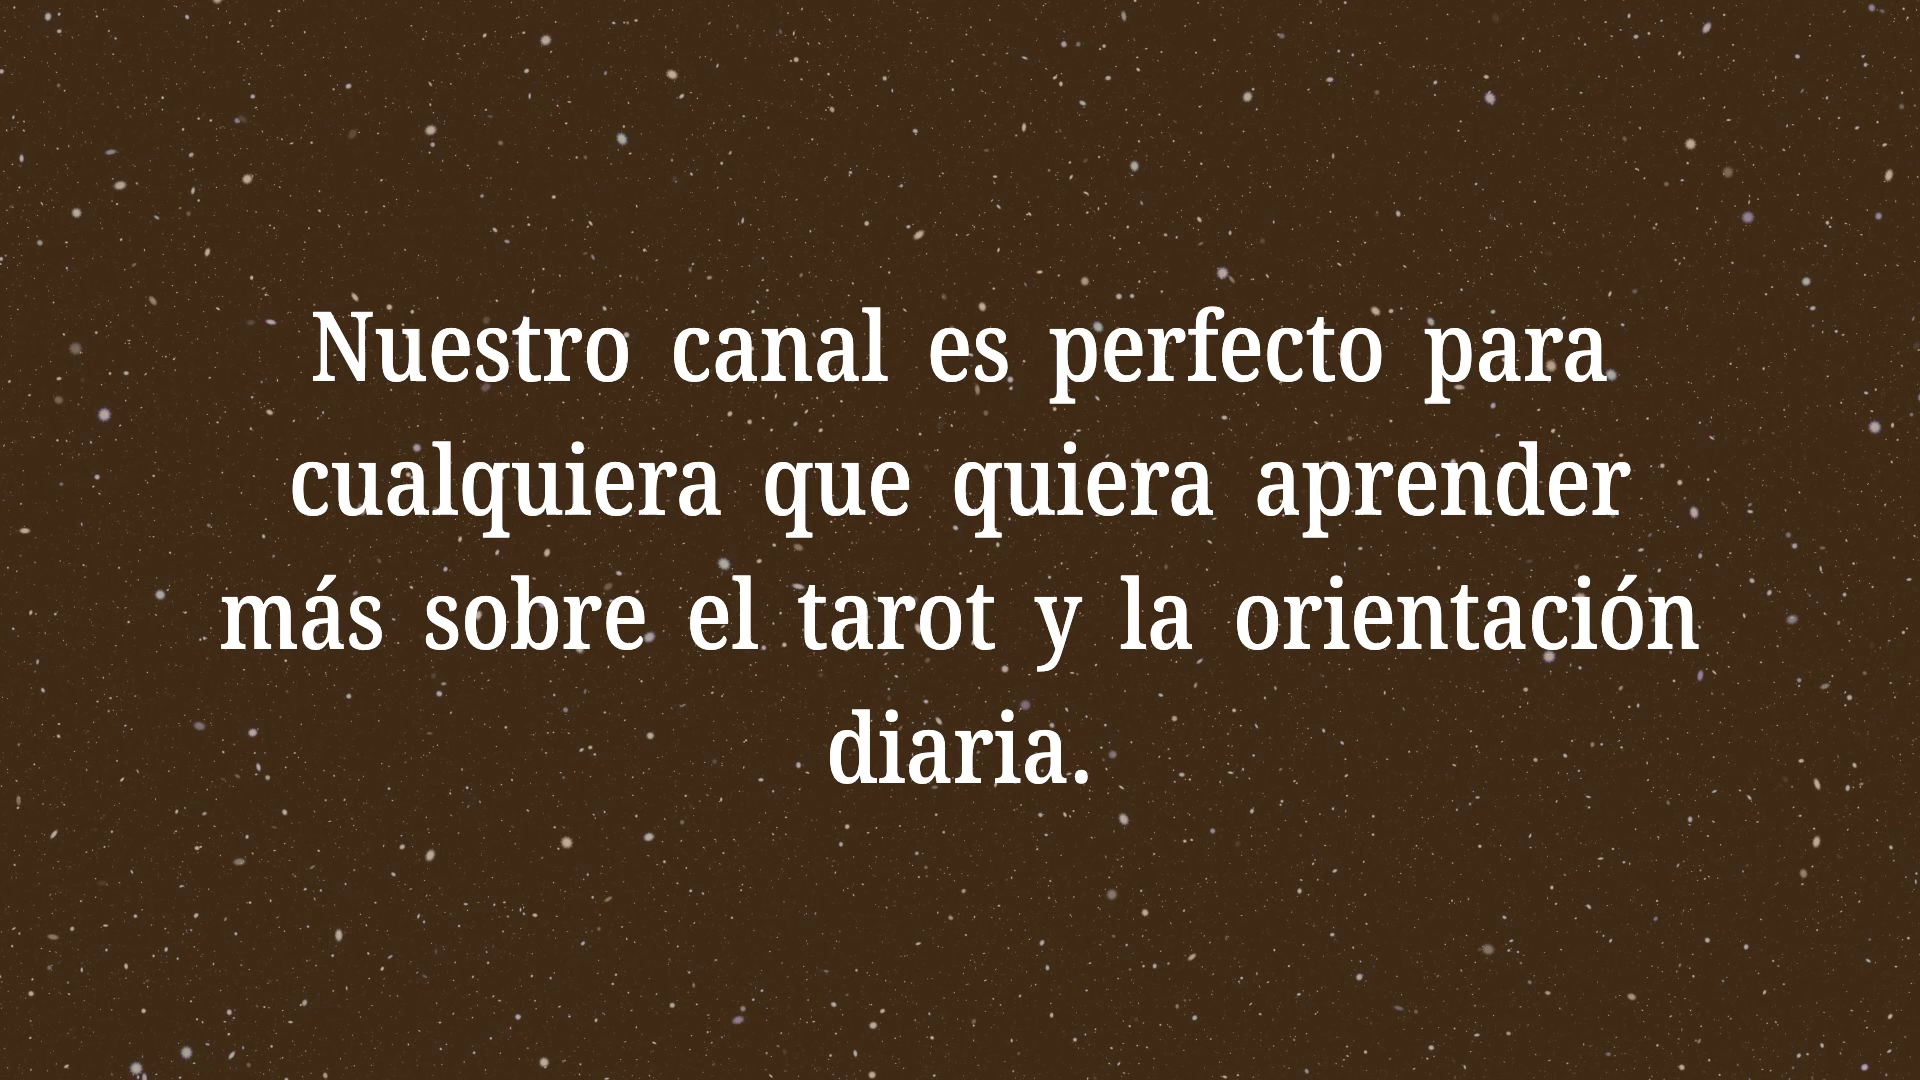 Nuestro canal es perfecto para
cualquiera que quiera aprender
más sobre el tarot y la orientación
diaria.